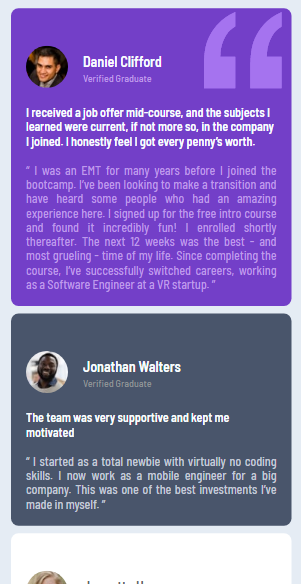 Daniel Clifford
Verified Graduate
I received a job offer mid-course, and the subjects I
learned were current, if not more so, in the company
I joined. I honestly feel I got every penny's worth.
“ I was an EMT for many years before I joined the
bootcamp. I've been looking to make a transition and
have heard some people who had an amazing
experience here. I signed up for the free intro course
and found it incredibly fun! I enrolled shortly
thereafter. The next 12 weeks was the best - and
most grueling - time of my life. Since completing the
course, I've successfully switched careers, working
as a Software Engineer at a VR startup. ”
Jonathan Walters
Verified Graduate
The team was very supportive and kept me
motivated
“ I started as a total newbie with virtually no coding
skills. I now work as a mobile engineer for a big
company. This was one of the best investments I've
made in myself. ”